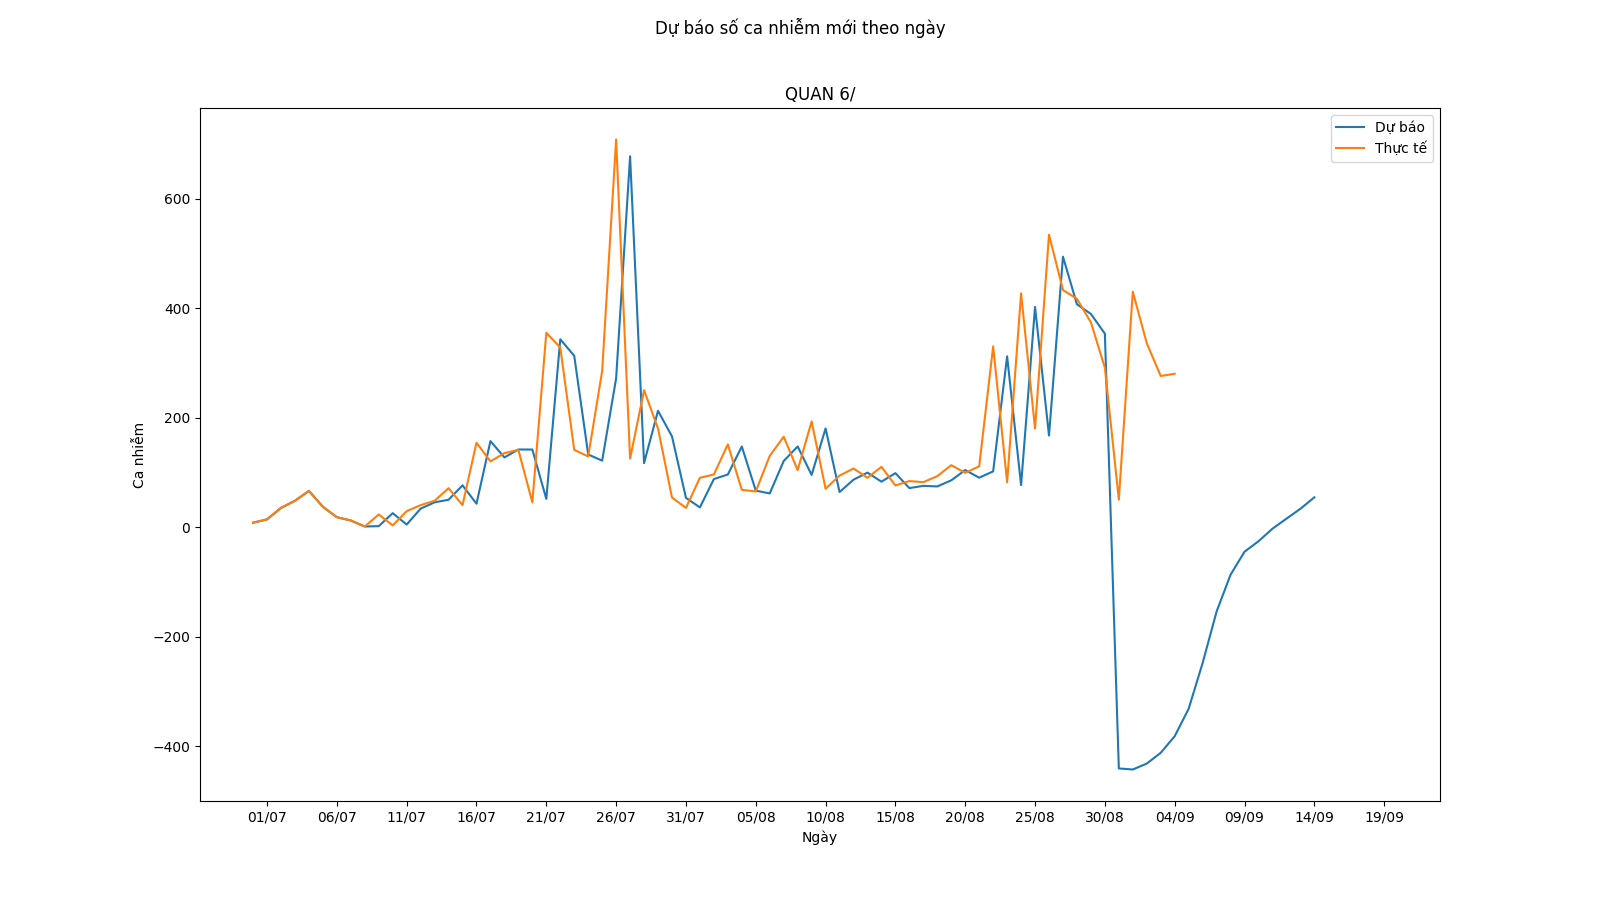 Dự báo số ca nhiễm mới theo ngày
QUAN 6/
Dự báo
Thực tế
600
400
200
0
−200
−400
Ca nhiễm
01/07 06/07 11/07 16/07 21/07 26/07 31/07 05/08 10/08 15/08 20/08 25/08 30/08 04/09 09/09 14/09 19/09
Ngày